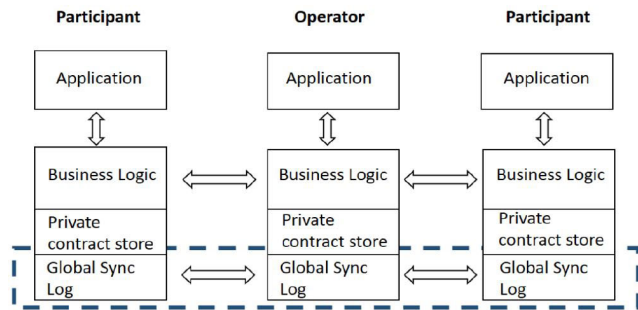 Participant
Operator
Participant
Application
Application
Application
Business Logic
Business Logic
Business Logic
Private
contract store
Private
contract store
Private
contract store
Global Sync
Log
Global Sync
Log
Global Sync
Log